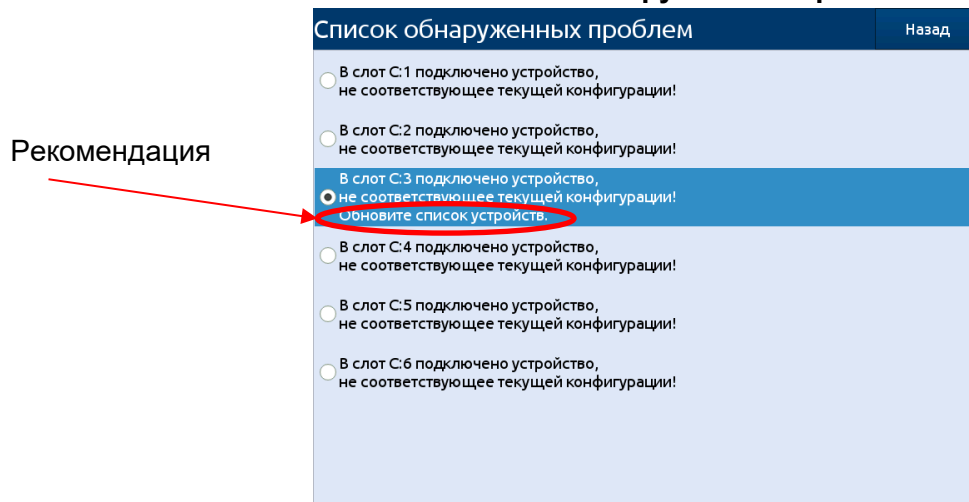 Список обнаруженных проблем
Назад
В слот C:1 подключено устройство,
не соответствующее текущей конфигурации!
В слот C:2 подключено устройство,
не соответствующее текущей конфигурации!
Рекомендация
В слот C:3 подключено устройство,
не соответствующее текущей конфигурации!
Обновите список устройств.
В слот C:4 подключено устройство,
не соответствующее текущей конфигурации!
В слот C:5 подключено устройство,
не соответствующее текущей конфигурации!
В слот C:6 подключено устройство,
не соответствующее текущей конфигурации!